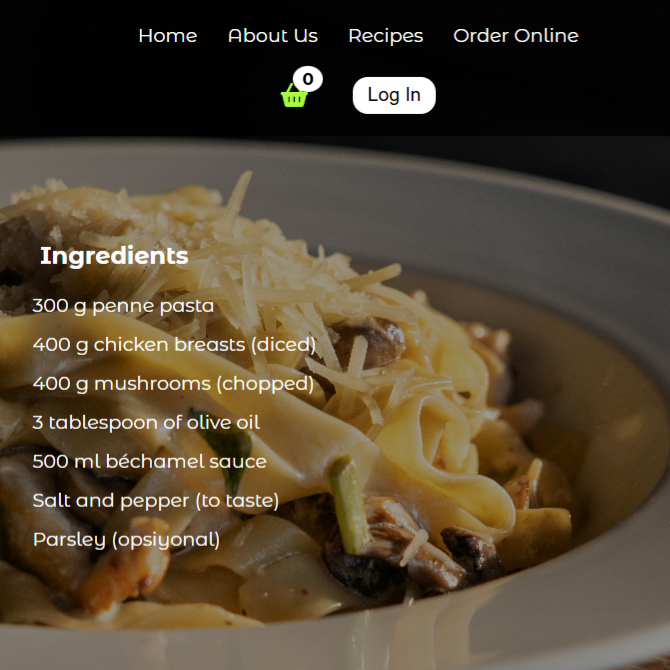 Home About Us Recipes Order Online
0
Log In
Ingredients
300 g penne pasta
400 g chicken breasts (diced)
400 g mushrooms (chopped)
3 tablespoon of olive oil
500 ml béchamel sauce
Salt and pepper (to taste)
Parsley (opsiyonal)